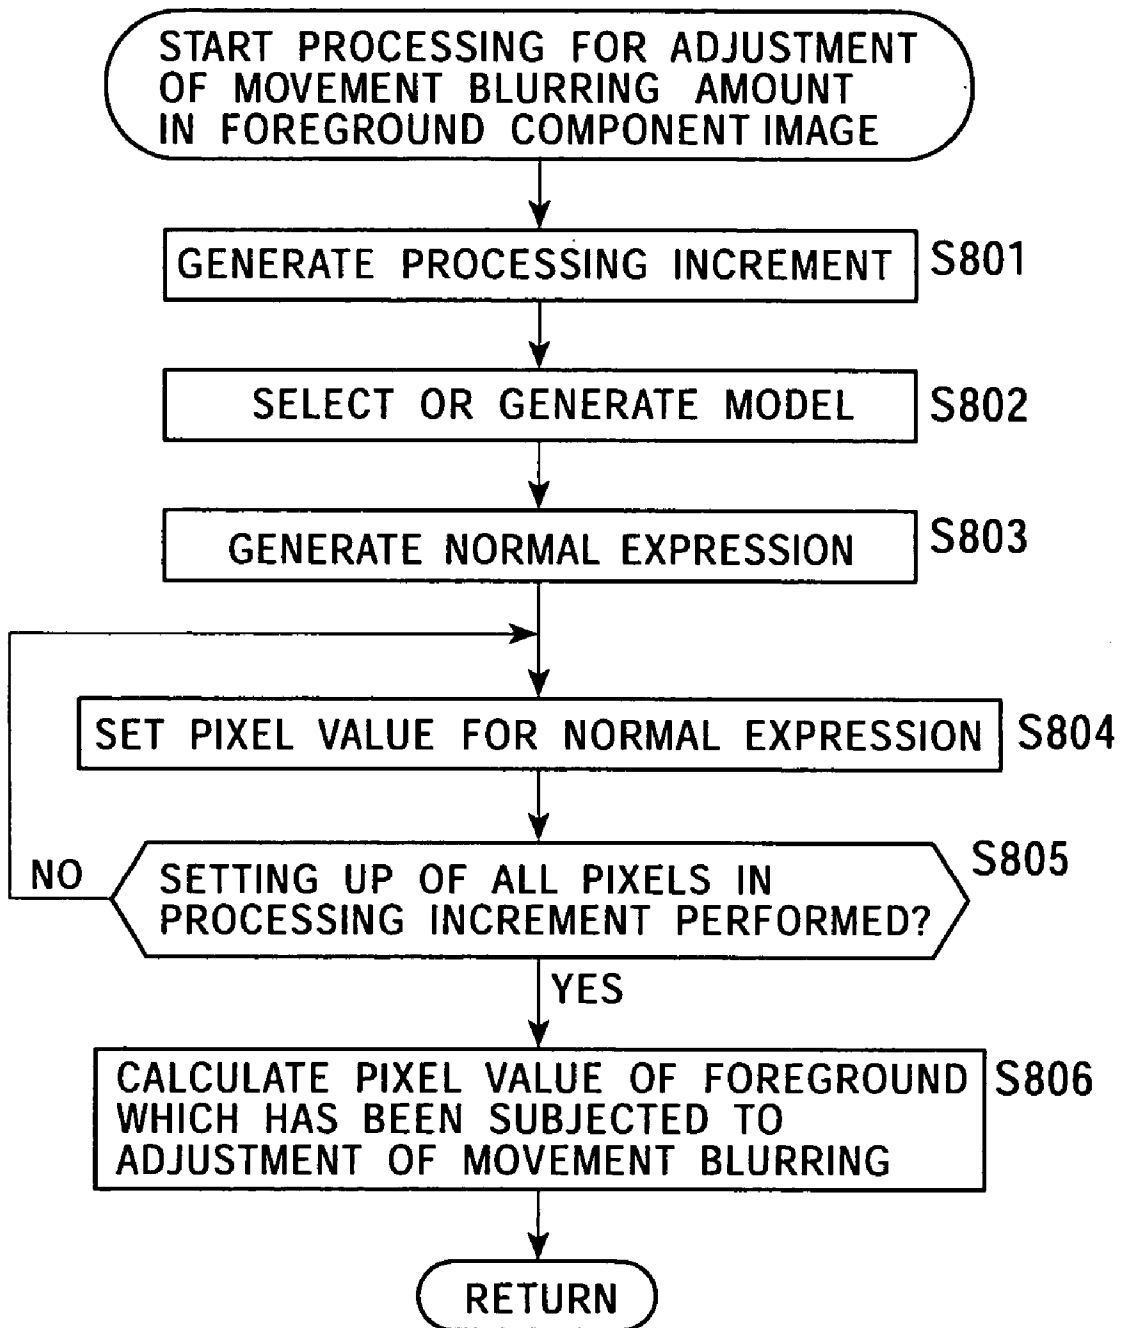 START PROCESSING FOR ADJUSTMENT
OF MOVEMENT BLURRING AMOUNT
IN FOREGROUND COMPONENT IMAGE
GENERATE PROCESSING INCREMENT
S801
SELECT OR GENERATE MODEL
S802
GENERATE NORMAL EXPRESSION
S803
SET PIXEL VALUE FOR NORMAL EXPRESSION
S804
SETTING UP OF ALL PIXELS IN
PROCESSING INCREMENT PERFORMED?
S805
NO
YES
CALCULATE PIXEL VALUE OF FOREGROUND
WHICH HAS BEEN SUBJECTED TO
ADJUSTMENT OF MOVEMENT BLURRING
S806
RETURN